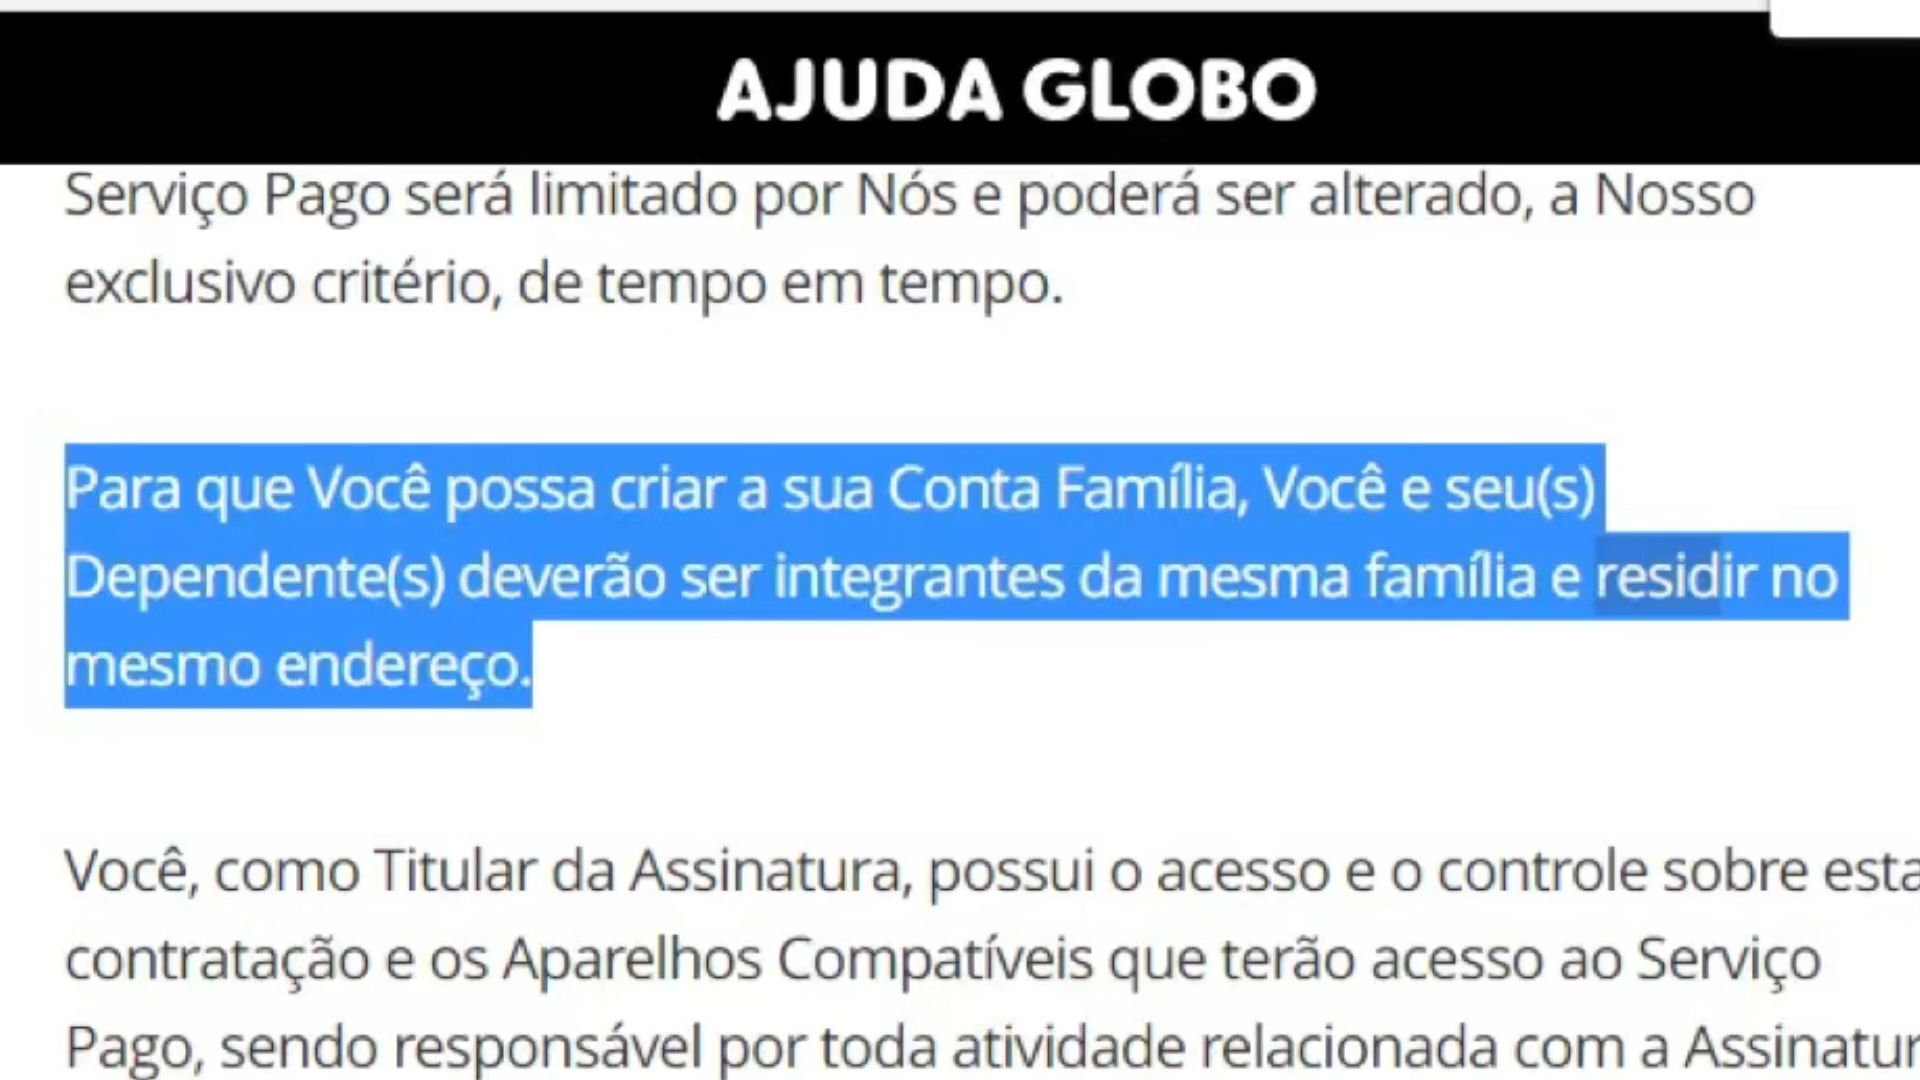 AJUDA GLOBO
Serviço Pago será limitado por Nós e poderá ser alterado, a Nosso
exclusivo critério, de tempo em tempo.
Para que Você possa criar a sua Conta Família, Você e seu(s)
Dependente(s) deverão ser integrantes da mesma família e residir no
mesmo endereço.
Você, como Titular da Assinatura, possui o acesso e o controle sobre esta
contratação e os Aparelhos Compatíveis que terão acesso ao Serviço
Pago, sendo responsável por toda atividade relacionada com a Assinatur